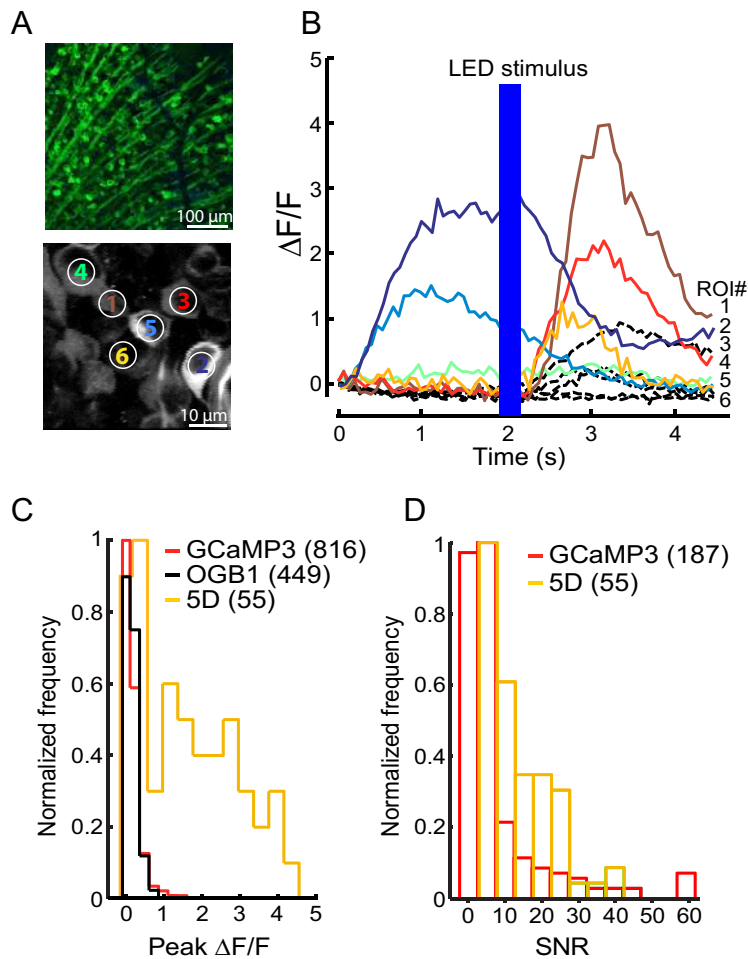 A
100 µm
4
1
3
5
6
2
10 µm
B
LED stimulus
5
4
3
2
1
0
ΔF/F
0
1
2
3
4
Time (s)
ROI#
1
2
3
4
5
6
C
GCaMP3 (816)
OGB1 (449)
5D (55)
1
0.8
0.6
0.4
0.2
0
Normalized frequency
0 1 2 3 4 5
Peak ΔF/F
D
GCaMP3 (187)
5D (55)
1
0.8
0.6
0.4
0.2
0
Normalized frequency
0 10 20 30 40 50 60
SNR